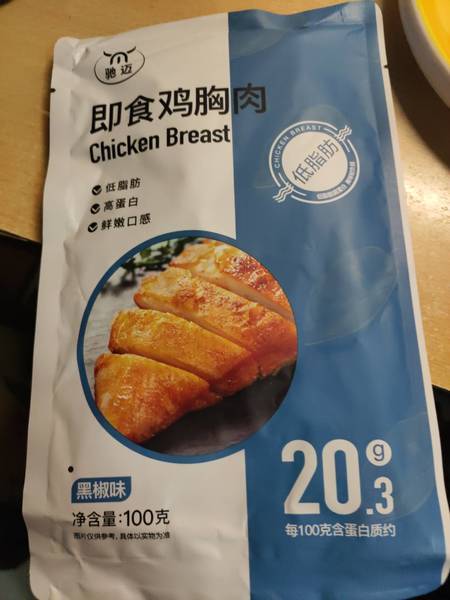 驰迈
即食鸡胸肉
Chicken Breast
低脂肪
高蛋白
鲜嫩口感
CHICKEN BREAST
低脂肪
黑椒味
净含量:100克
图片仅供参考，具体以实物为准
20.3g
每100克含蛋白质约